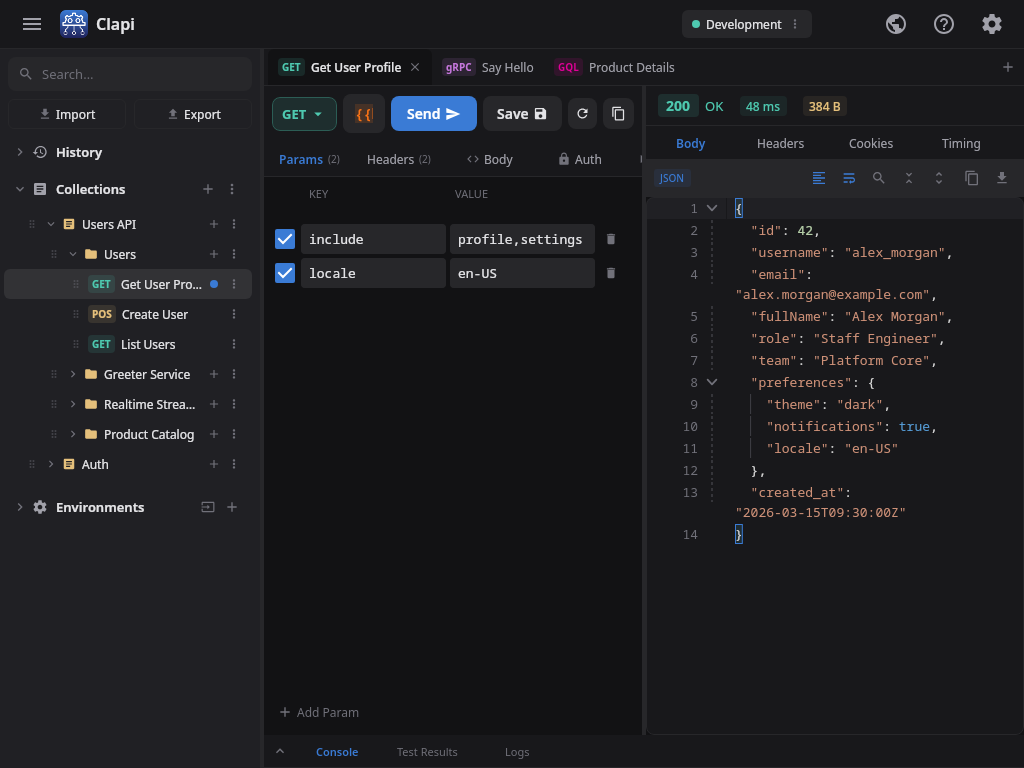 Clapi
Development
Search...
Import
Export
History
Collections
Users API
Users
GET Get User Pro...
POS Create User
GET List Users
Greeter Service
Realtime Strea...
Product Catalog
Auth
Environments
GET Get User Profile
gRPC Say Hello
GQL Product Details
GET
{{
Send
Save
Params (2)
Headers (2)
Body
Auth
KEY VALUE
include profile,settings
locale en-US
Add Param
200 OK 48 ms 384 B
Body Headers Cookies Timing
JSON
1 {
2 "id": 42,
3 "username": "alex_morgan",
4 "email":
"alex.morgan@example.com",
5 "fullName": "Alex Morgan",
6 "role": "Staff Engineer",
7 "team": "Platform Core",
8 "preferences": {
9 "theme": "dark",
10 "notifications": true,
11 "locale": "en-US"
12 },
13 "created_at":
"2026-03-15T09:30:00Z"
14 }
Console Test Results Logs